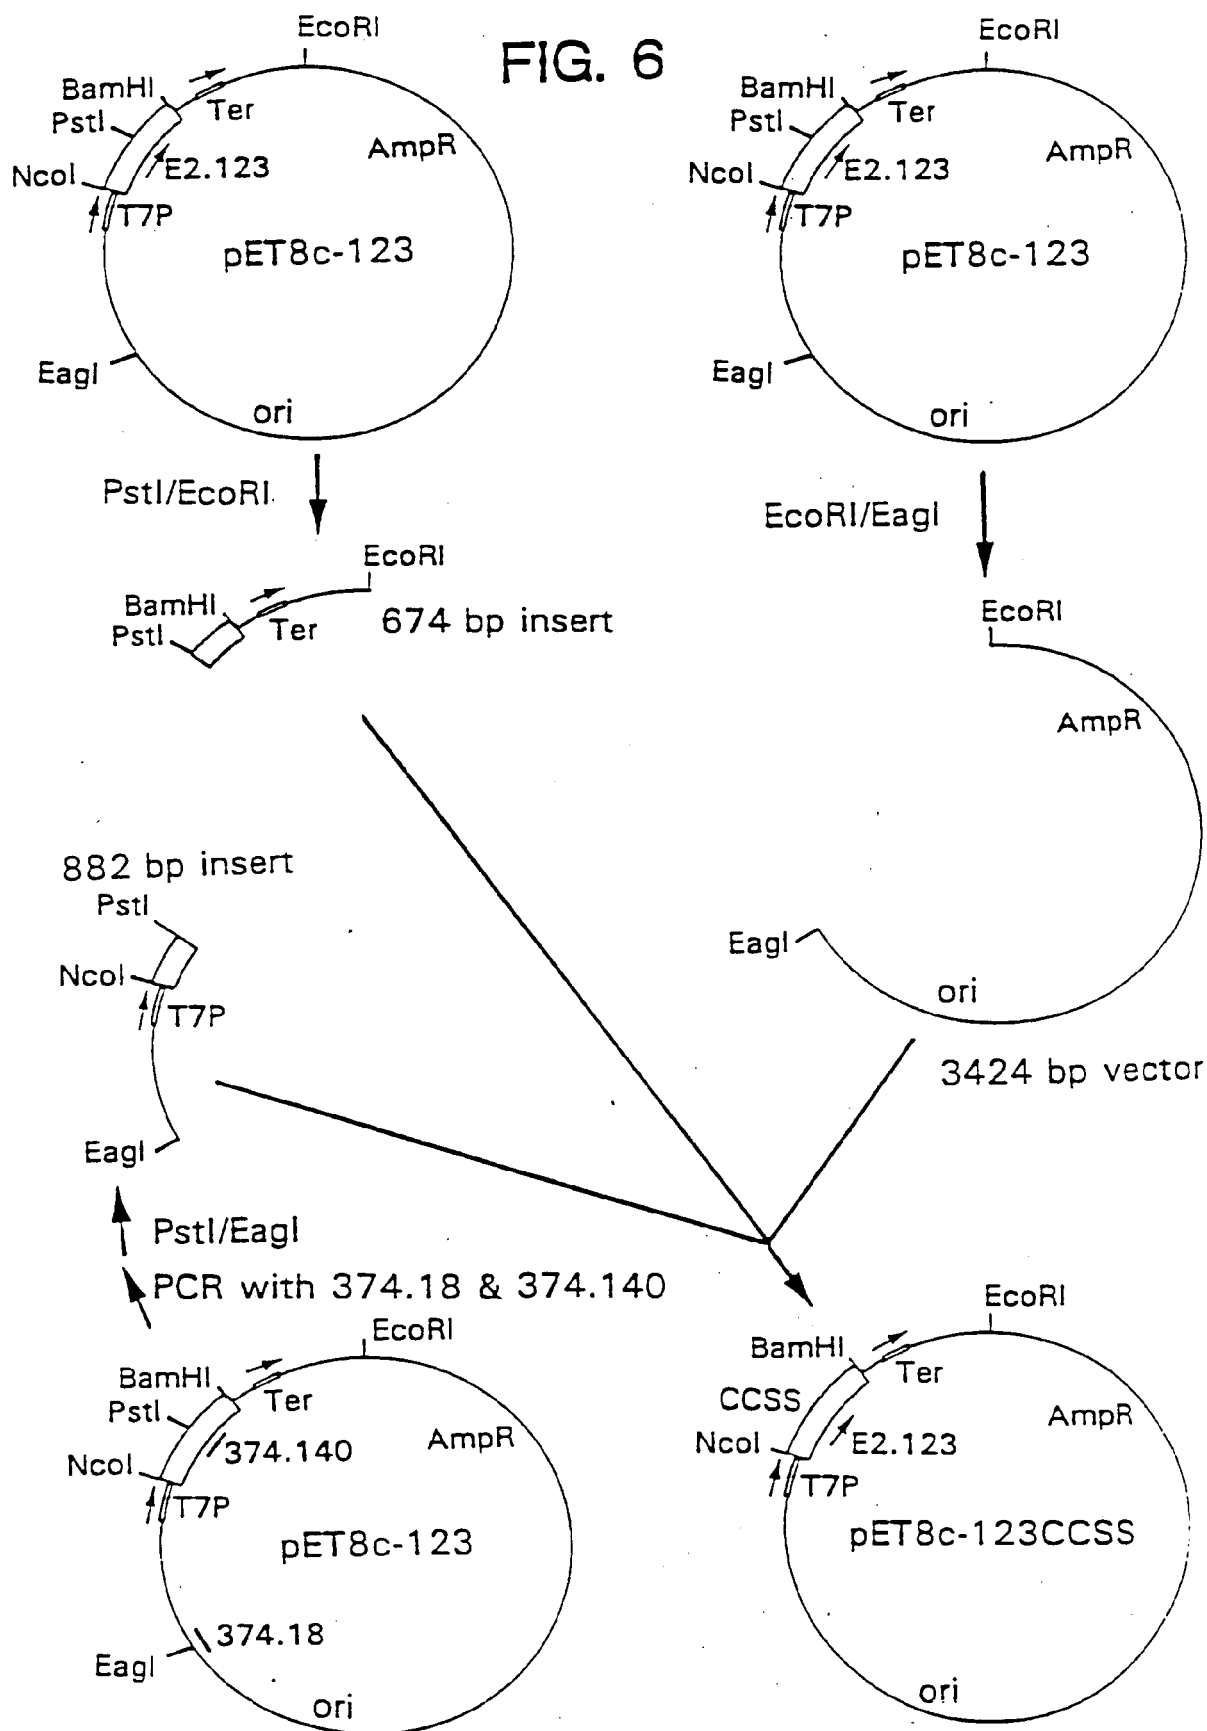 FIG. 6
EcoRI
BamHI
PstI
Ter
AmpR
NcoI
E2.123
T7P
pET8c-123
EagI
ori
PstI/EcoRI
EcoRI
BamHI
PstI
Ter
AmpR
NcoI
E2.123
T7P
pET8c-123
EagI
ori
EcoRI/EagI
EcoRI
BamHI
PstI
Ter
674 bp insert
EcoRI
AmpR
EagI
ori
3424 bp vector
882 bp insert
PstI
NcoI
T7P
EagI
PstI/EagI
PCR with 374.18 & 374.140
EcoRI
BamHI
PstI
Ter
AmpR
374.140
NcoI
T7P
pET8c-123
374.18
EagI
ori
EcoRI
BamHI
Ter
CCSS
AmpR
NcoI
E2.123
T7P
pET8c-123CCSS
ori